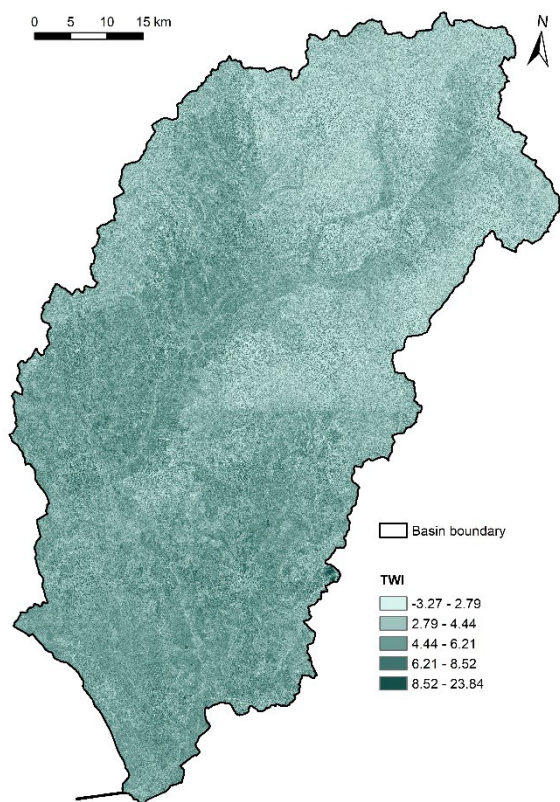 0 5 10 15 km
N
Basin boundary
TWI
-3.27 - 2.79
2.79 - 4.44
4.44 - 6.21
6.21 - 8.52
8.52 - 23.84